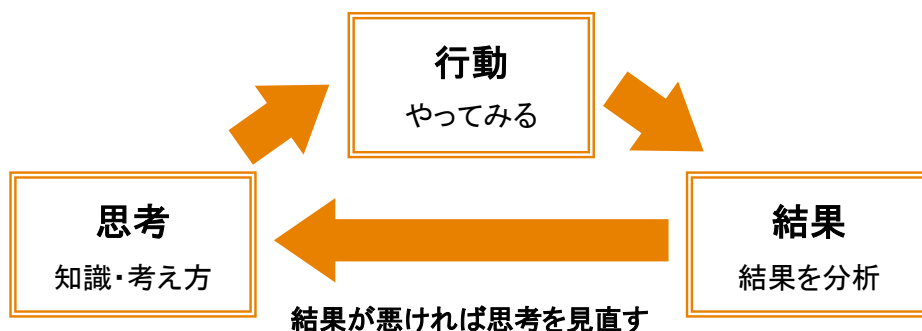 行動
やってみる
思考
知識・考え方
結果
結果を分析
結果が悪ければ思考を見直す